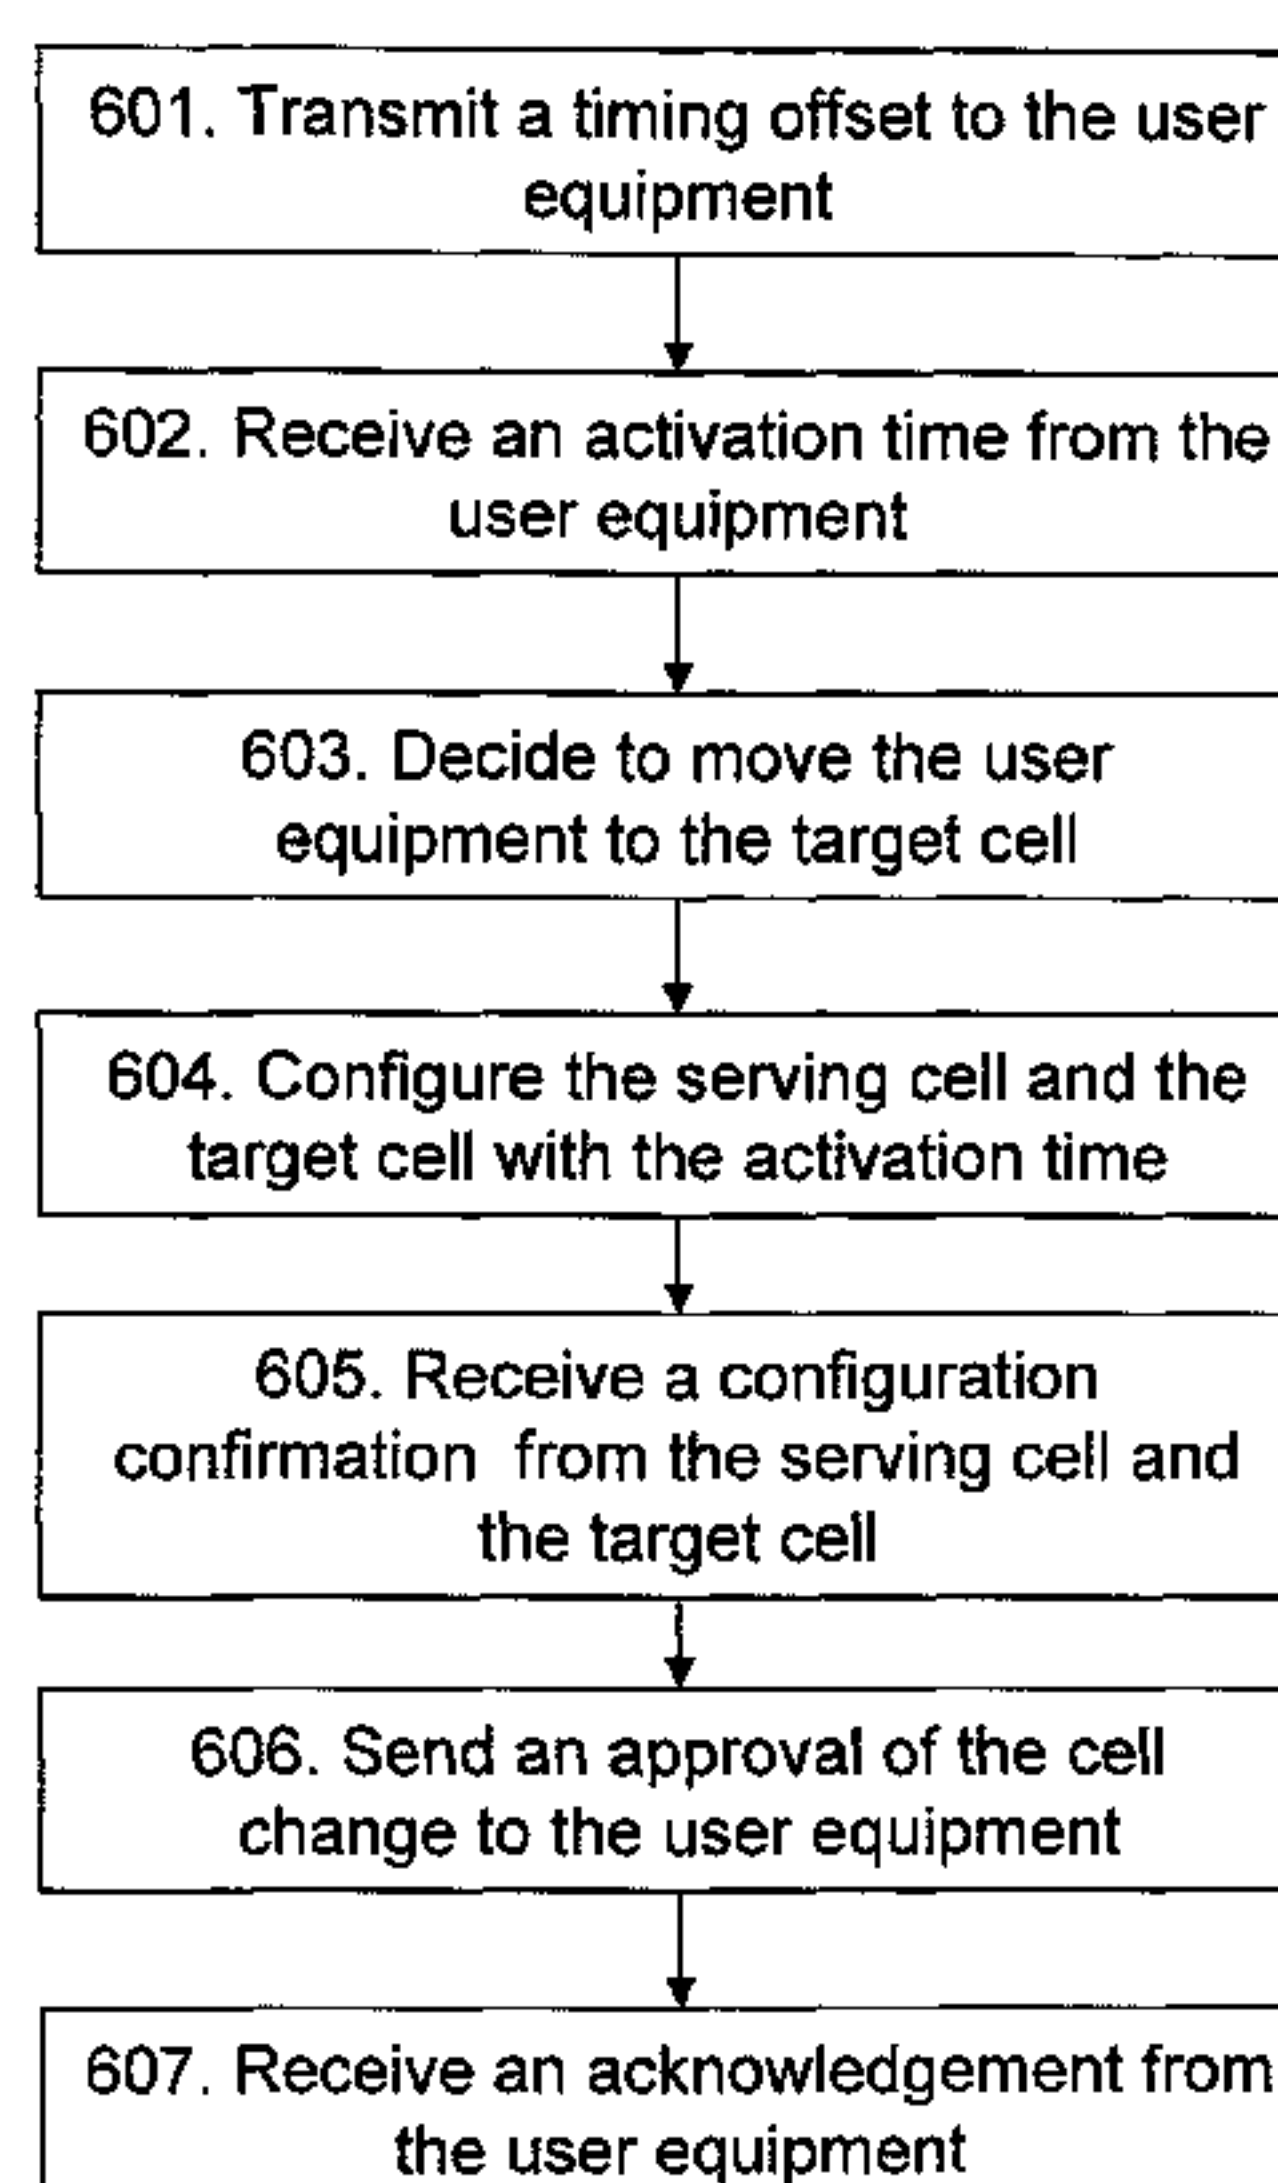 601. Transmit a timing offset to the user
equipment
602. Receive an activation time from the
user equipment
603. Decide to move the user
equipment to the target cell
604. Configure the serving cell and the
target cell with the activation time
605. Receive a configuration
confirmation from the serving cell and
the target cell
606. Send an approval of the cell
change to the user equipment
607. Receive an acknowledgement from
the user equipment